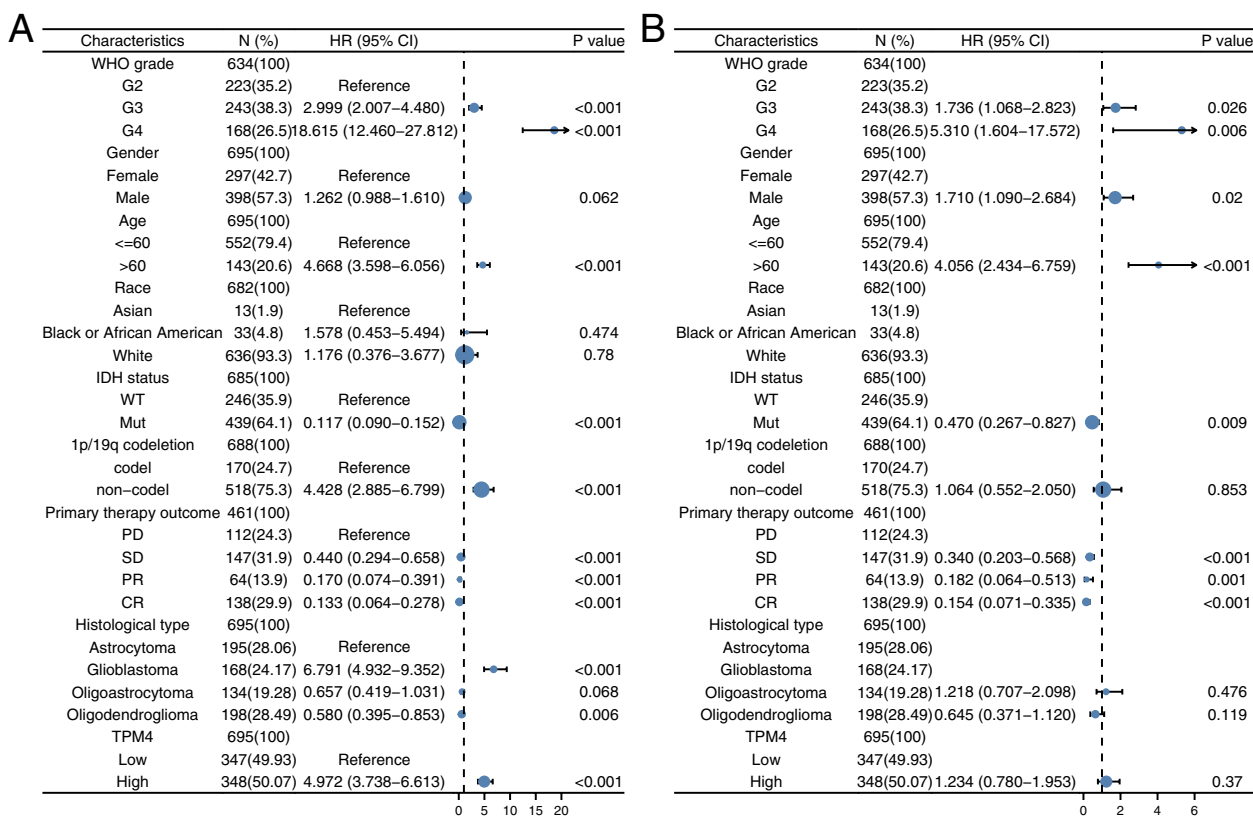 A
Characteristics N (%) HR (95% CI) P value
WHO grade 634(100)
G2 223(35.2) Reference
G3 243(38.3) 2.999 (2.007−4.480) <0.001
G4 168(26.5) 18.615 (12.460−27.812) <0.001
Gender 695(100)
Female 297(42.7) Reference
Male 398(57.3) 1.262 (0.988−1.610) 0.062
Age 695(100)
<=60 552(79.4) Reference
>60 143(20.6) 4.668 (3.598−6.056) <0.001
Race 682(100)
Asian 13(1.9) Reference
Black or African American 33(4.8) 1.578 (0.453−5.494) 0.474
White 636(93.3) 1.176 (0.376−3.677) 0.78
IDH status 685(100)
WT 246(35.9) Reference
Mut 439(64.1) 0.117 (0.090−0.152) <0.001
1p/19q codeletion 688(100)
codel 170(24.7) Reference
non−codel 518(75.3) 4.428 (2.885−6.799) <0.001
Primary therapy outcome 461(100)
PD 112(24.3) Reference
SD 147(31.9) 0.440 (0.294−0.658) <0.001
PR 64(13.9) 0.170 (0.074−0.391) <0.001
CR 138(29.9) 0.133 (0.064−0.278) <0.001
Histological type 695(100)
Astrocytoma 195(28.06) Reference
Glioblastoma 168(24.17) 6.791 (4.932−9.352) <0.001
Oligoastrocytoma 134(19.28) 0.657 (0.419−1.031) 0.068
Oligodendroglioma 198(28.49) 0.580 (0.395−0.853) 0.006
TPM4 695(100)
Low 347(49.93) Reference
High 348(50.07) 4.972 (3.738−6.613) <0.001
0 5 10 15 20
B
Characteristics N (%) HR (95% CI) P value
WHO grade 634(100)
G2 223(35.2)
G3 243(38.3) 1.736 (1.068−2.823) 0.026
G4 168(26.5) 5.310 (1.604−17.572) 0.006
Gender 695(100)
Female 297(42.7)
Male 398(57.3) 1.710 (1.090−2.684) 0.02
Age 695(100)
<=60 552(79.4)
>60 143(20.6) 4.056 (2.434−6.759) <0.001
Race 682(100)
Asian 13(1.9)
Black or African American 33(4.8)
White 636(93.3)
IDH status 685(100)
WT 246(35.9)
Mut 439(64.1) 0.470 (0.267−0.827) 0.009
1p/19q codeletion 688(100)
codel 170(24.7)
non−codel 518(75.3) 1.064 (0.552−2.050) 0.853
Primary therapy outcome 461(100)
PD 112(24.3)
SD 147(31.9) 0.340 (0.203−0.568) <0.001
PR 64(13.9) 0.182 (0.064−0.513) 0.001
CR 138(29.9) 0.154 (0.071−0.335) <0.001
Histological type 695(100)
Astrocytoma 195(28.06)
Glioblastoma 168(24.17)
Oligoastrocytoma 134(19.28) 1.218 (0.707−2.098) 0.476
Oligodendroglioma 198(28.49) 0.645 (0.371−1.120) 0.119
TPM4 695(100)
Low 347(49.93)
High 348(50.07) 1.234 (0.780−1.953) 0.37
0 2 4 6